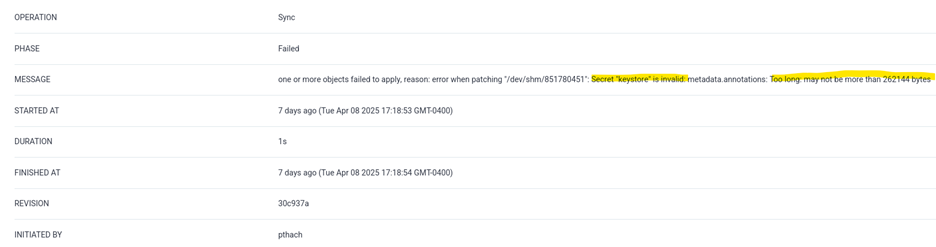 OPERATION Sync
PHASE Failed
MESSAGE one or more objects failed to apply, reason: error when patching "/dev/shm/851780451": Secret "keystore" is invalid: metadata.annotations: Too long: may not be more than 262144 bytes
STARTED AT 7 days ago (Tue Apr 08 2025 17:18:53 GMT-0400)
DURATION 1s
FINISHED AT 7 days ago (Tue Apr 08 2025 17:18:54 GMT-0400)
REVISION 30c937a
INITIATED BY pthach